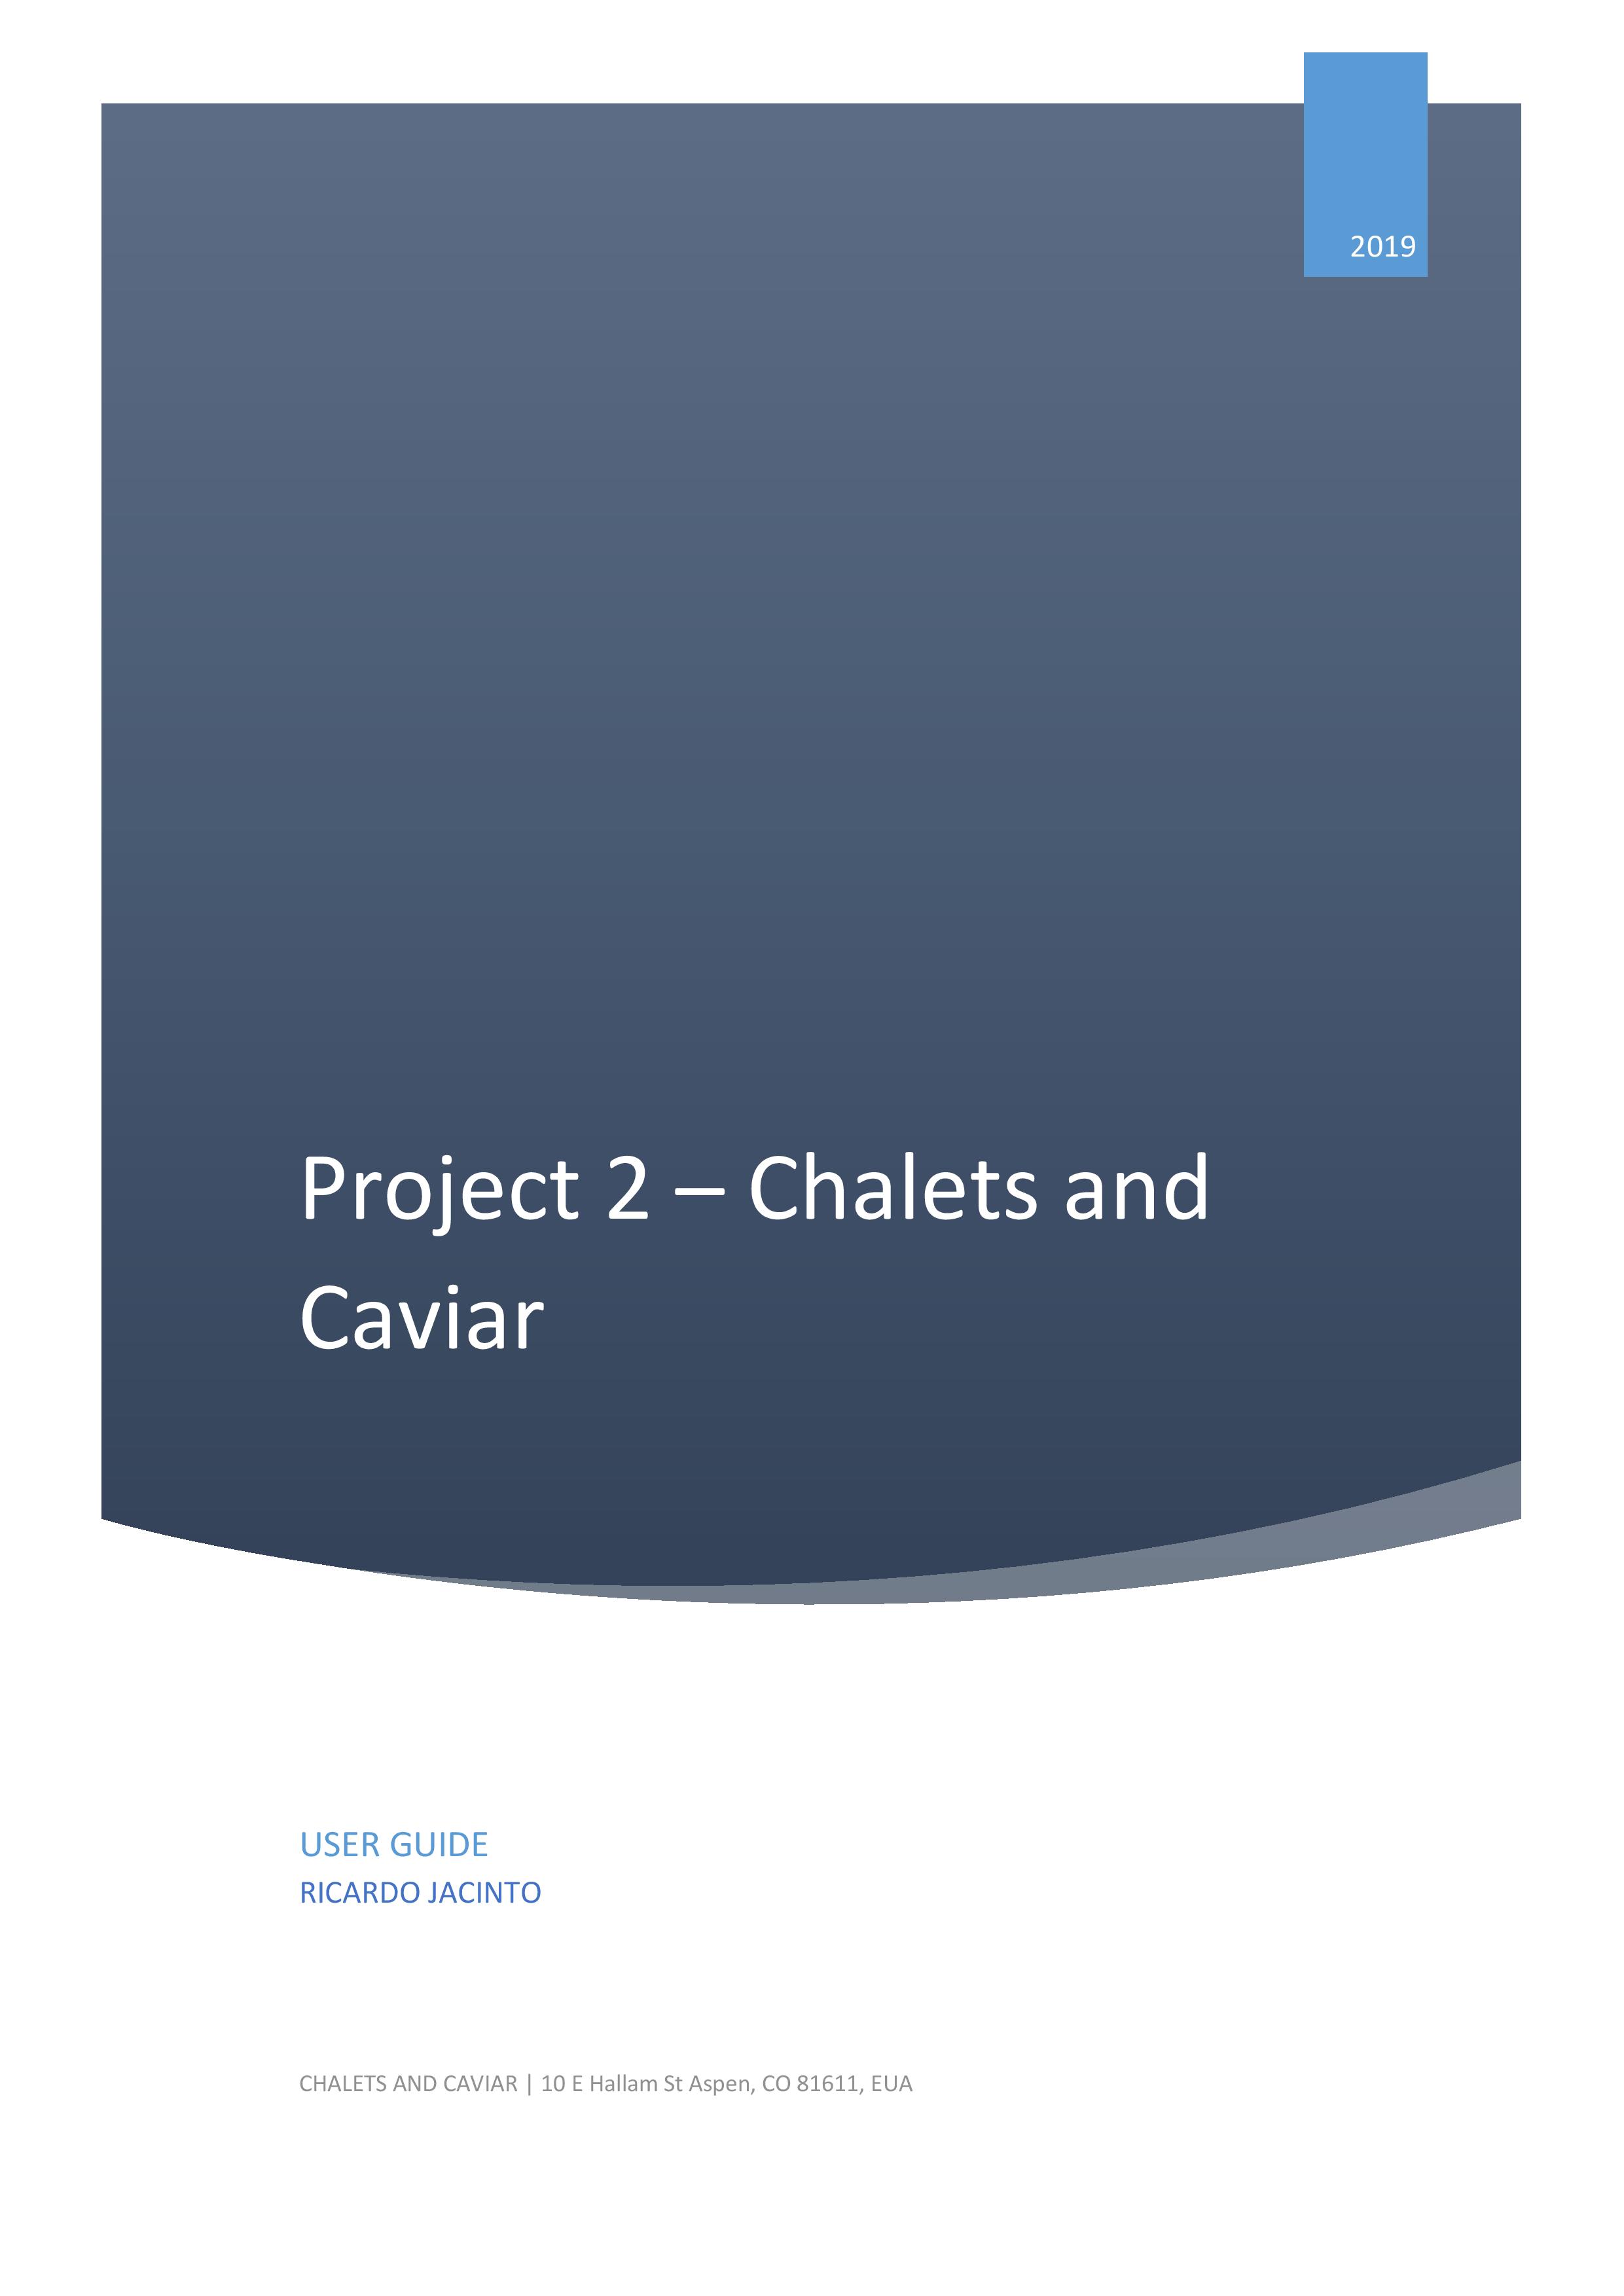 2019
Project 2 – Chalets and
Caviar
USER GUIDE
RICARDO JACINTO
CHALETS AND CAVIAR | 10 E Hallam St Aspen, CO 81611, EUA